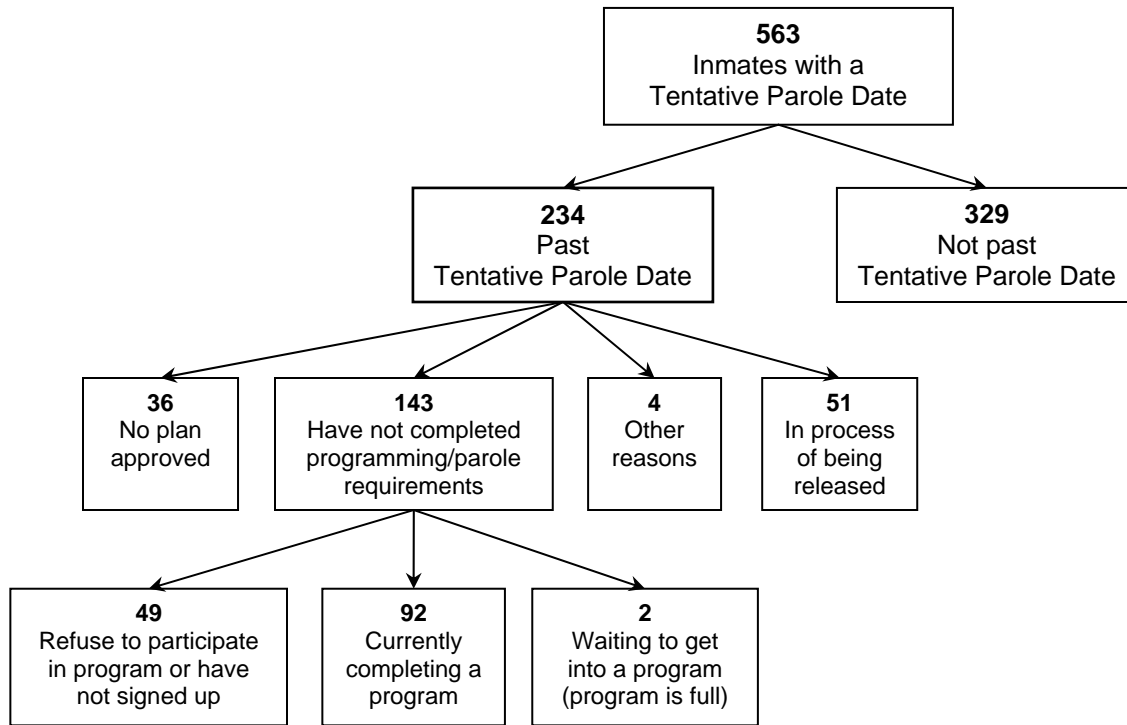 563
Inmates with a
Tentative Parole Date
234
Past
Tentative Parole Date
329
Not past
Tentative Parole Date
36
No plan
approved
143
Have not completed
programming/parole
requirements
4
Other
reasons
51
In process
of being
released
49
Refuse to participate
in program or have
not signed up
92
Currently
completing a
program
2
Waiting to get
into a program
(program is full)